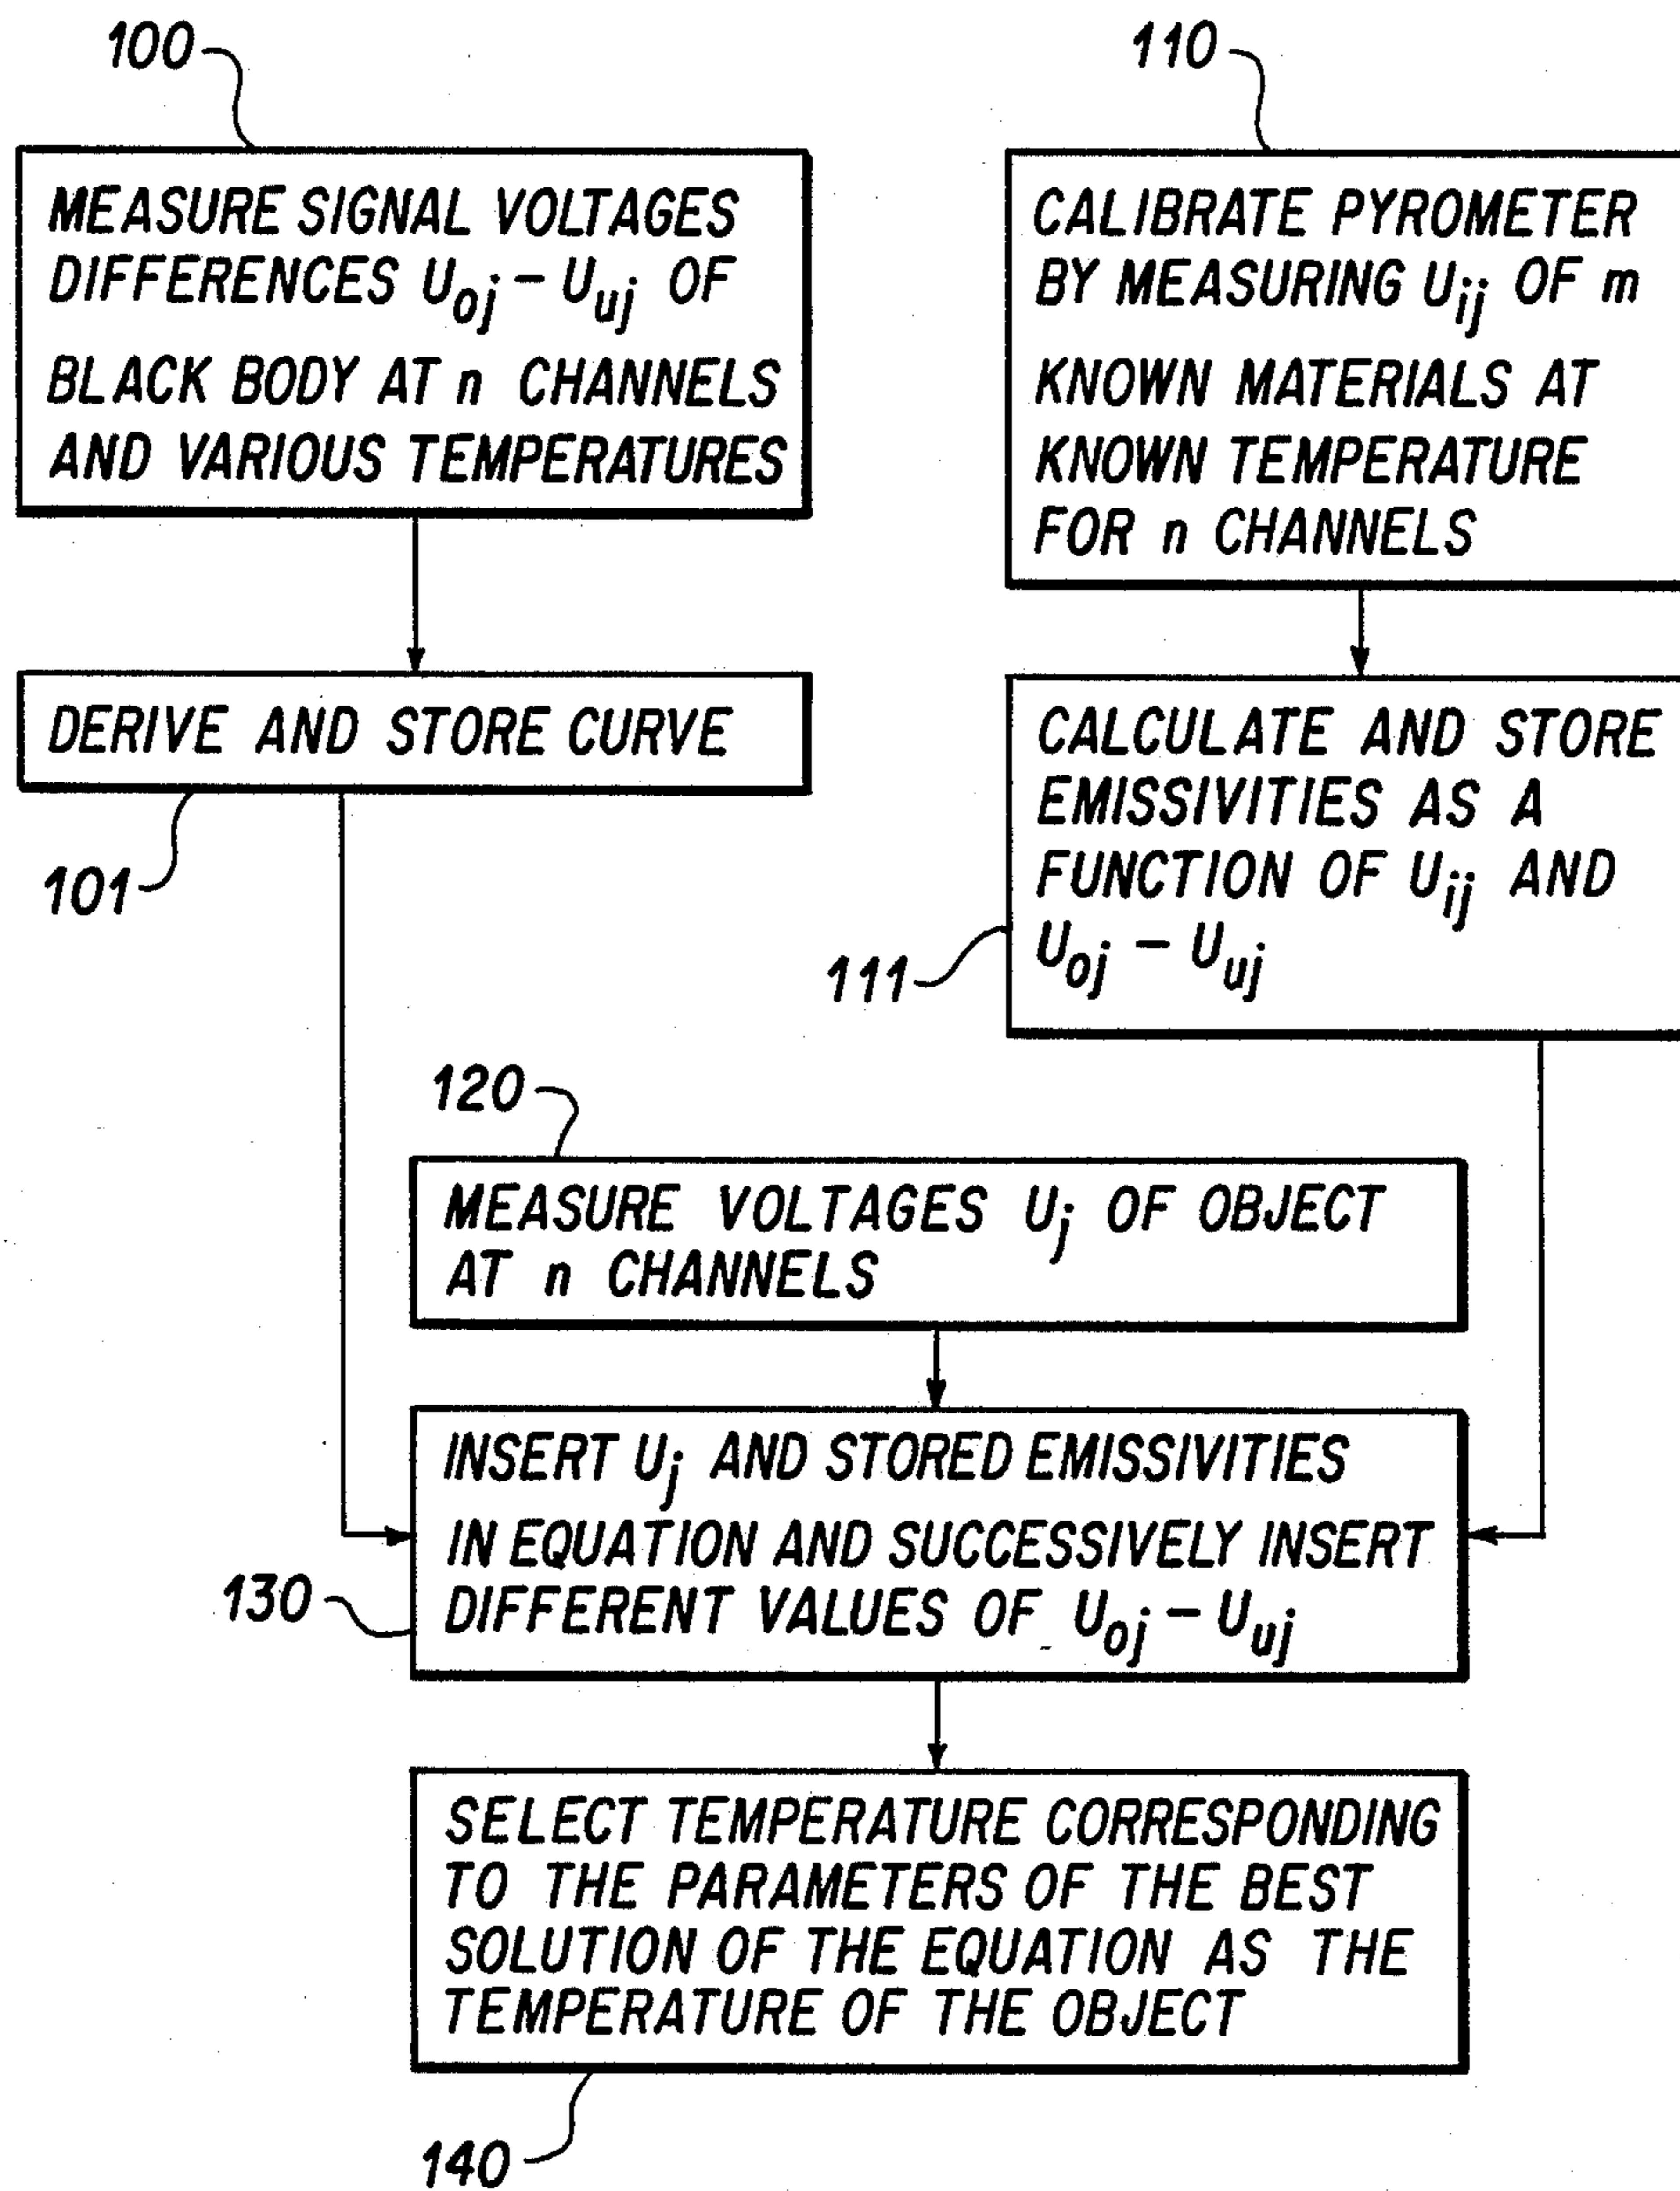 100
MEASURE SIGNAL VOLTAGES
DIFFERENCES Uoj - Uuj OF
BLACK BODY AT n CHANNELS
AND VARIOUS TEMPERATURES
110
CALIBRATE PYROMETER
BY MEASURING Uij OF m
KNOWN MATERIALS AT
KNOWN TEMPERATURE
FOR n CHANNELS
DERIVE AND STORE CURVE
101
CALCULATE AND STORE
EMISSIVITIES AS A
FUNCTION OF Uij AND
Uoj - Uuj
111
120
MEASURE VOLTAGES Uj OF OBJECT
AT n CHANNELS
INSERT Uj AND STORED EMISSIVITIES
IN EQUATION AND SUCCESSIVELY INSERT
DIFFERENT VALUES OF Uoj - Uuj
130
SELECT TEMPERATURE CORRESPONDING
TO THE PARAMETERS OF THE BEST
SOLUTION OF THE EQUATION AS THE
TEMPERATURE OF THE OBJECT
140